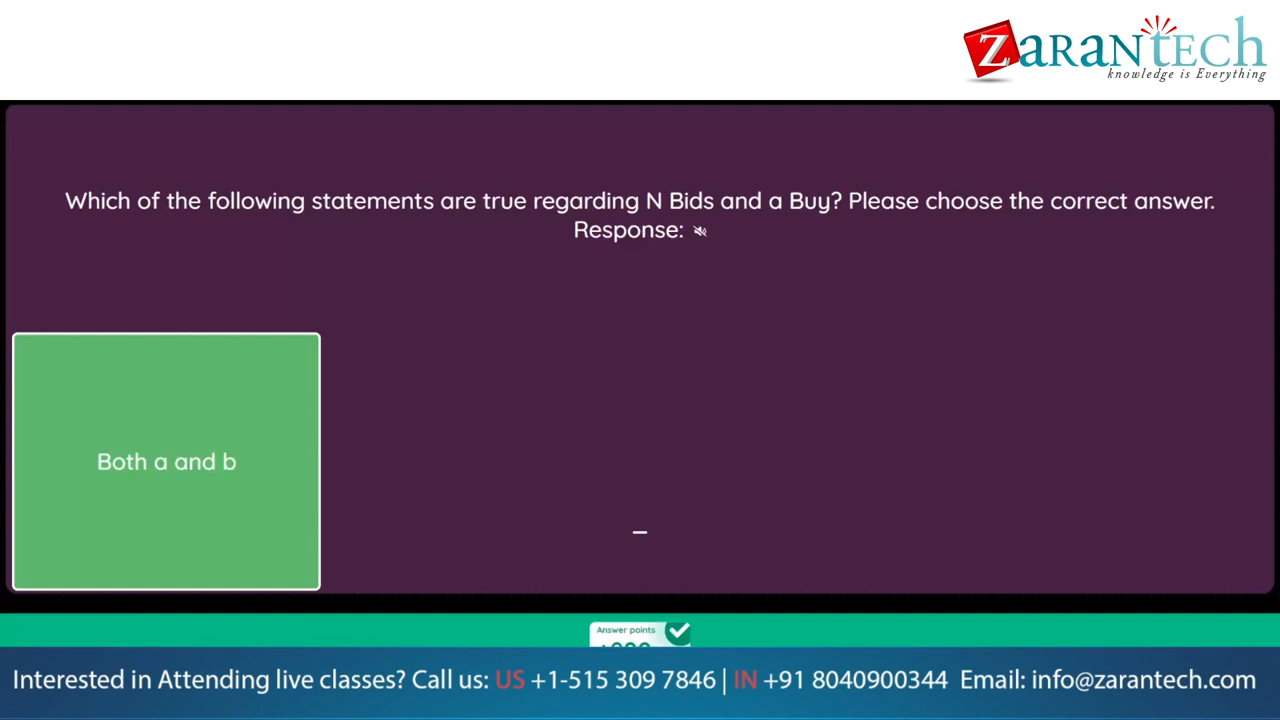 ZARANTECH
knowledge is Everything
Which of the following statements are true regarding N Bids and a Buy? Please choose the correct answer.
Response:
Both a and b
Answer points
Interested in Attending live classes? Call us: US +1-515 309 7846 | IN +91 8040900344 Email: info@zarantech.com